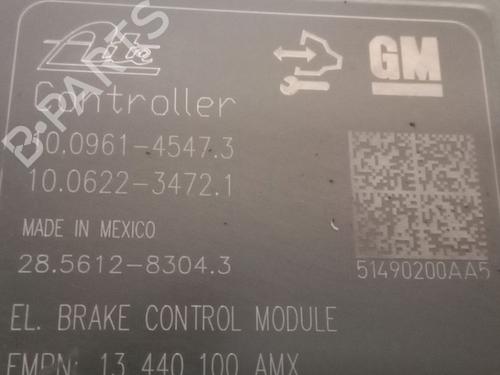 Ate
GM
Controller
10.0961-4547.3
10.0622-3472.1
MADE IN MEXICO
28.5612-8304.3
51490200AA5
EL. BRAKE CONTROL MODULE
EMPN: 13 440 100 AMX
B-PARTS